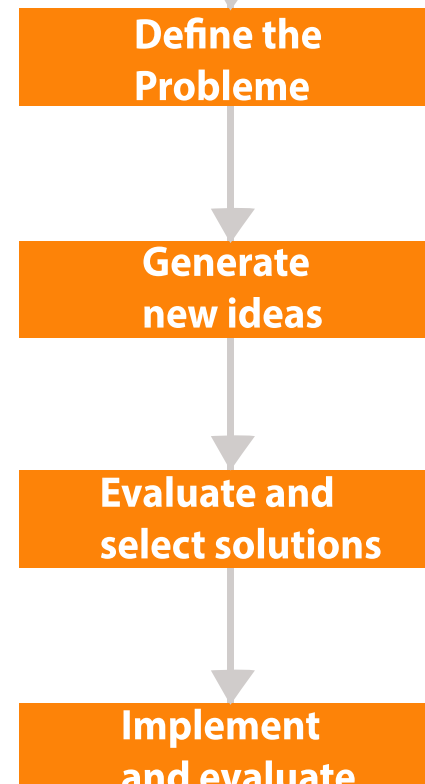 Define the
Probleme
Generate
new ideas
Evaluate and
select solutions
Implement
and evaluate